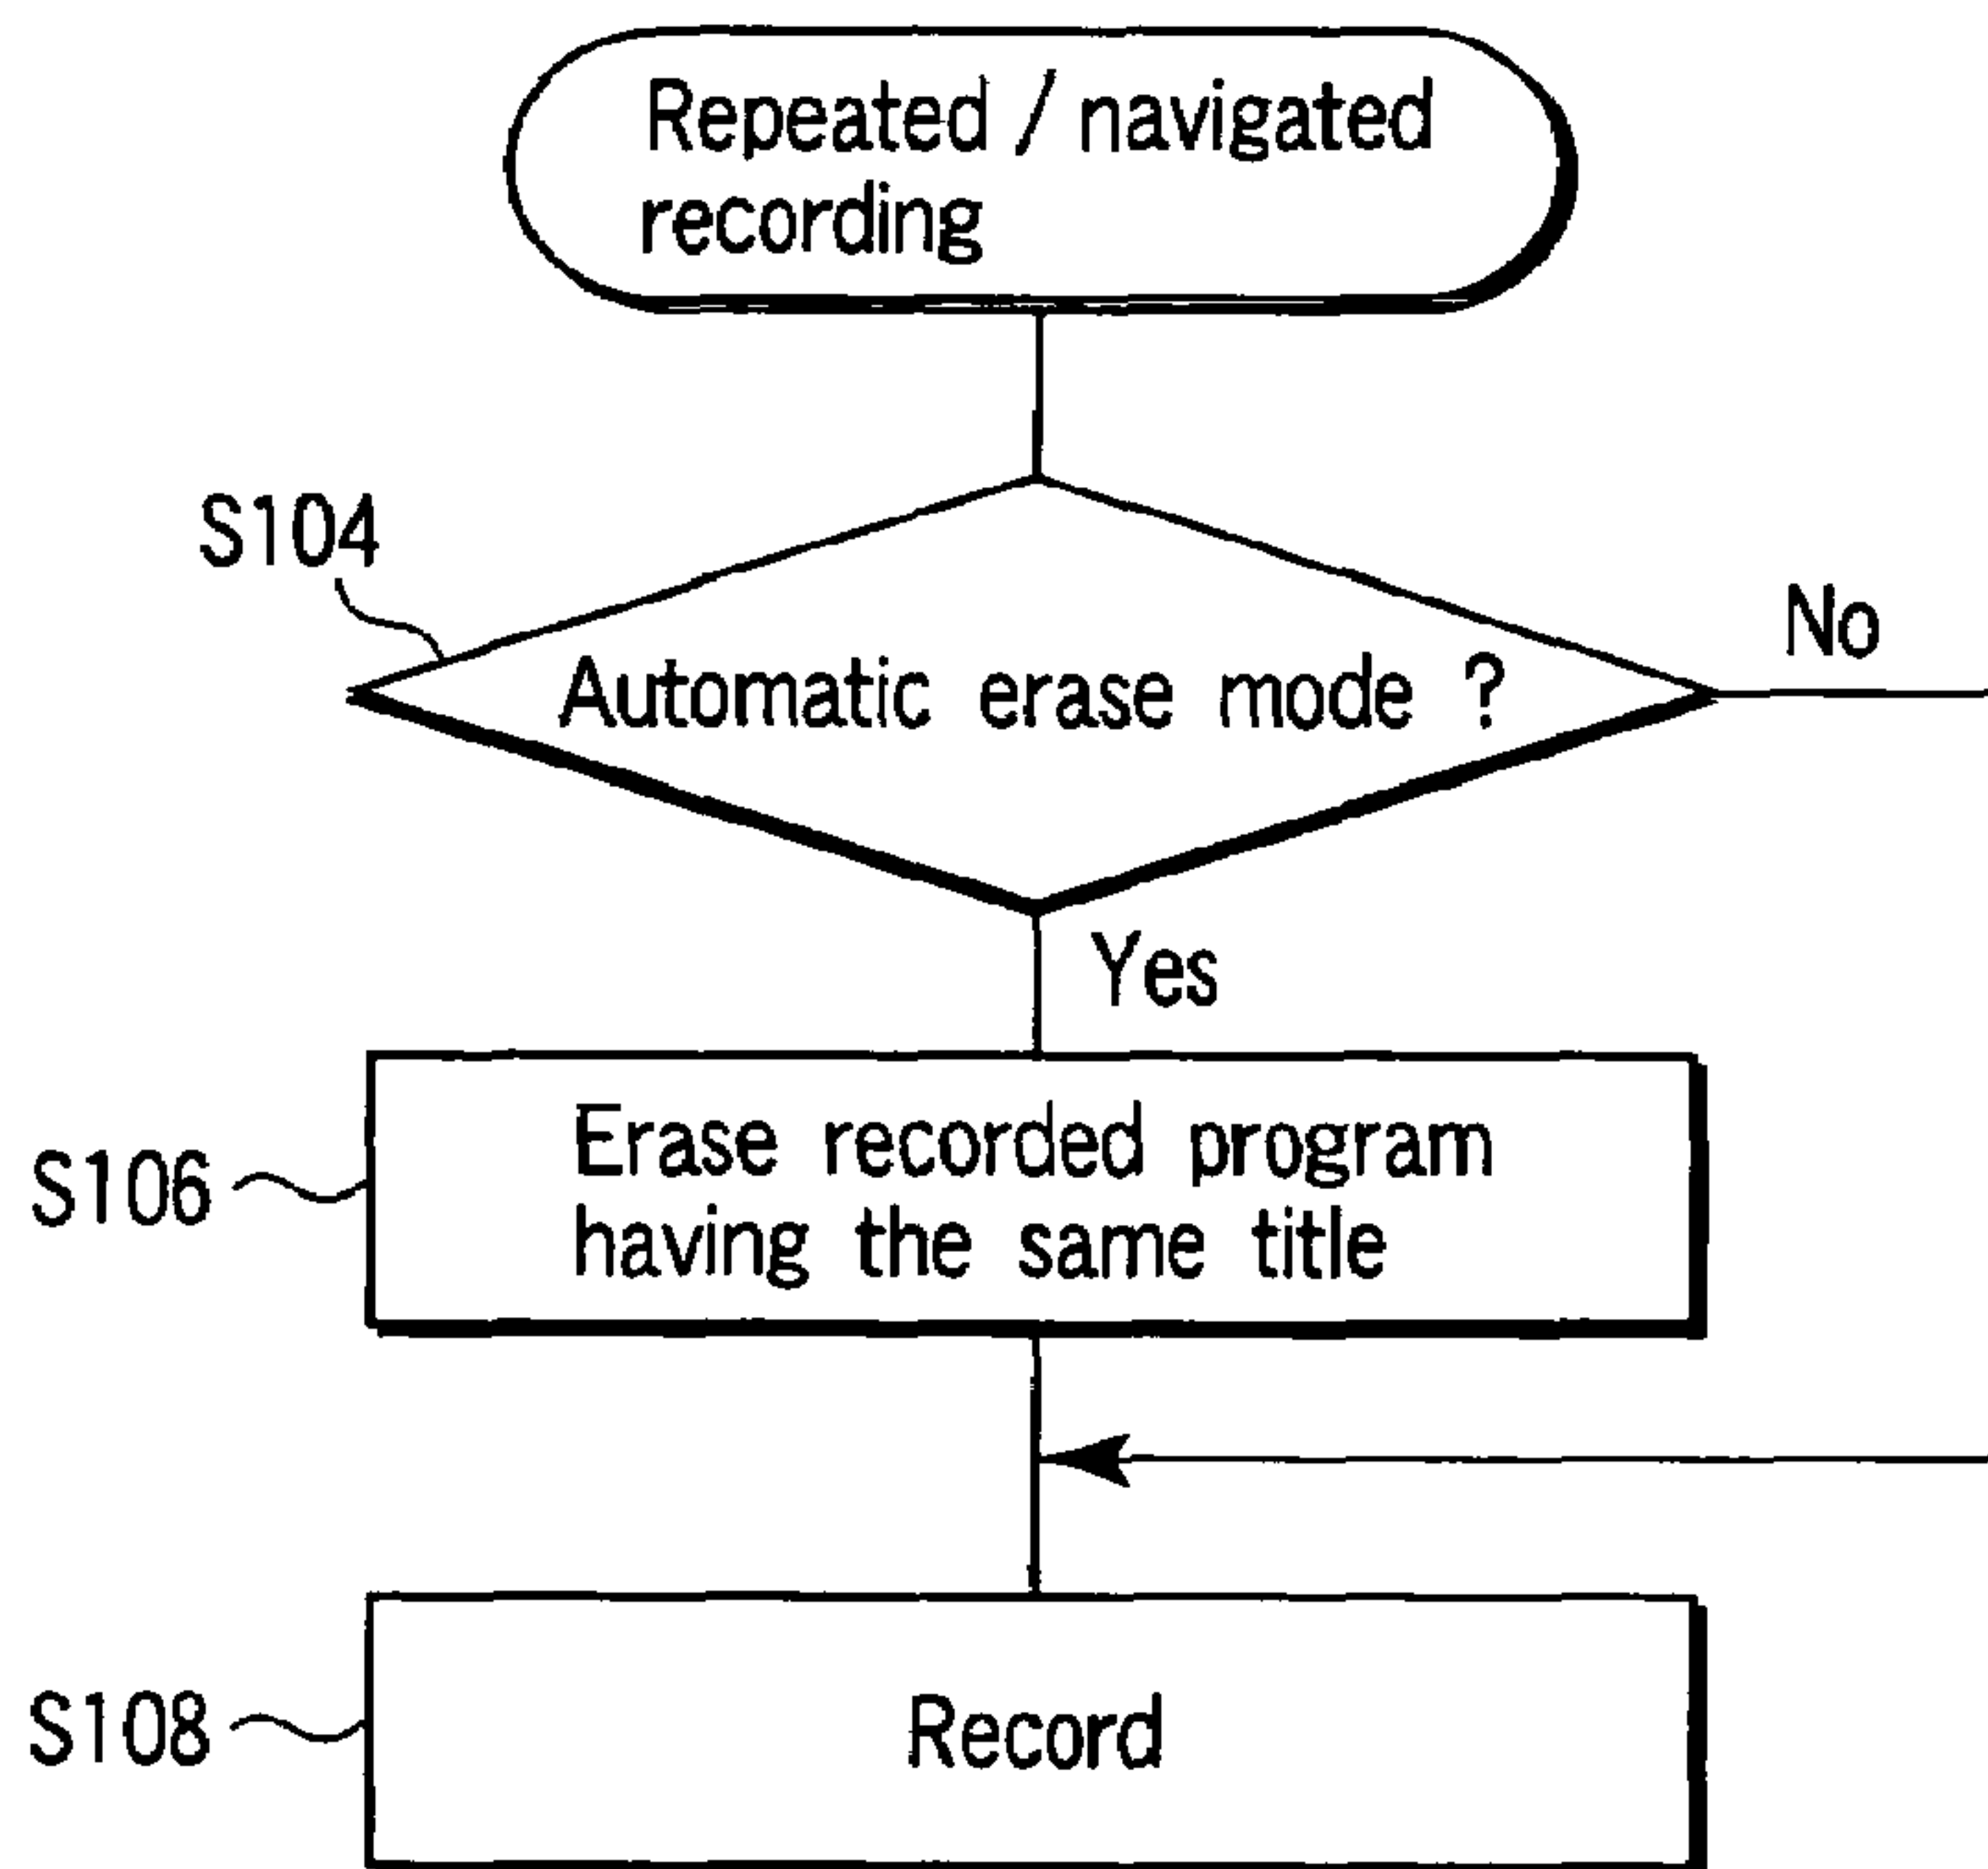 Repeated / navigated
recording
S104
No
Automatic erase mode ?
Yes
Erase recorded program
having the same title
S106
Record
S108